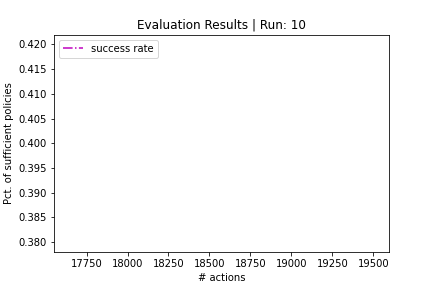 Evaluation Results | Run: 10
success rate
Pct. of sufficient policies
0.420
0.415
0.410
0.405
0.400
0.395
0.390
0.385
0.380
17750 18000 18250 18500 18750 19000 19250 19500
# actions